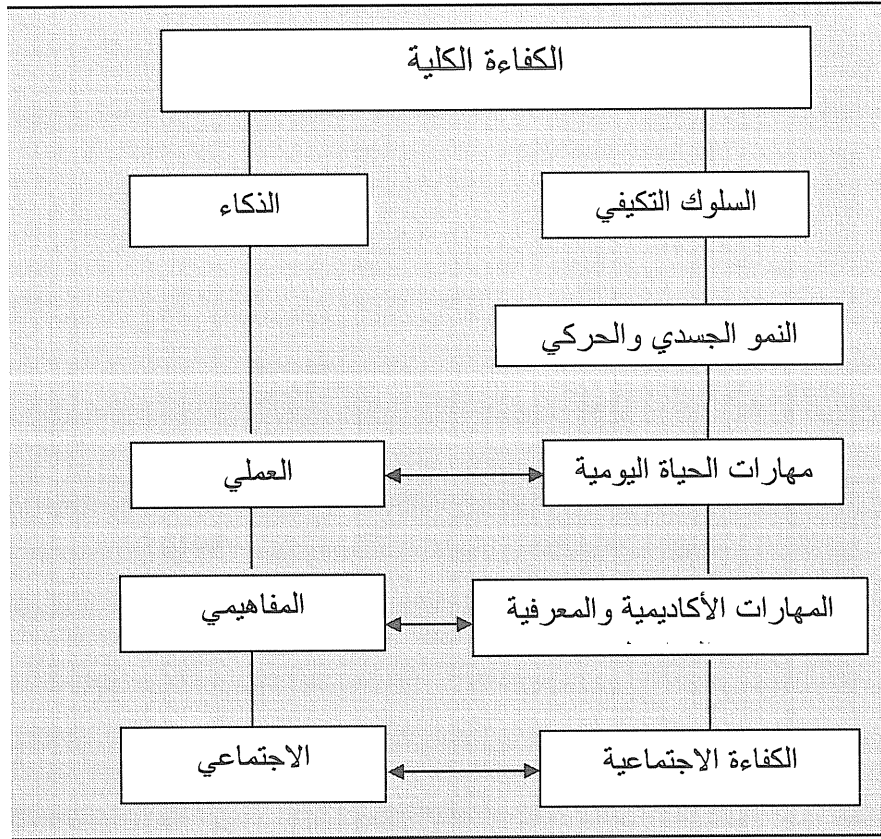 الكفاءة الكلية
السلوك التكيفي
الذكاء
النمو الجسدي والحركي
مهارات الحياة اليومية
العملي
المهارات الأكاديمية والمعرفية
المفاهيمي
الكفاءة الاجتماعية
الاجتماعي